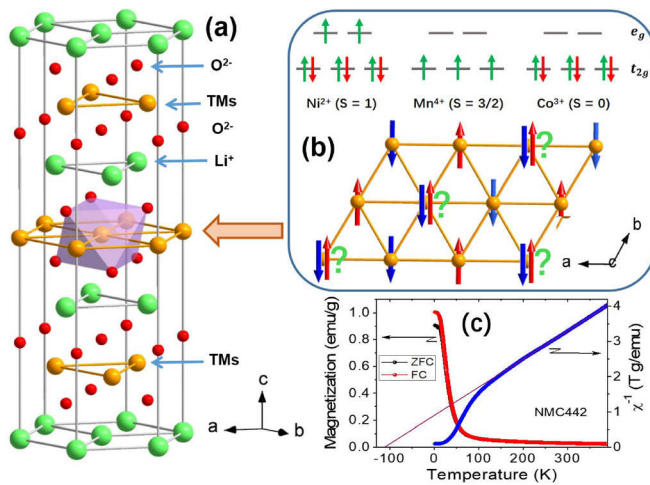 (a)
O²⁻
TMs
O²⁻
Li⁺
TMs
c
a
b
e_g
t_2g
Ni²⁺ (S = 1)
Mn⁴⁺ (S = 3/2)
Co³⁺ (S = 0)
(b)
?
?
?
?
b
a
c
(c)
Magnetization (emu/g)
1.0
0.8
0.6
0.4
0.2
0.0
ZFC
FC
NMC442
4
3
2
1
0
χ⁻¹ (T g/emu)
-100
0
100
200
300
Temperature (K)